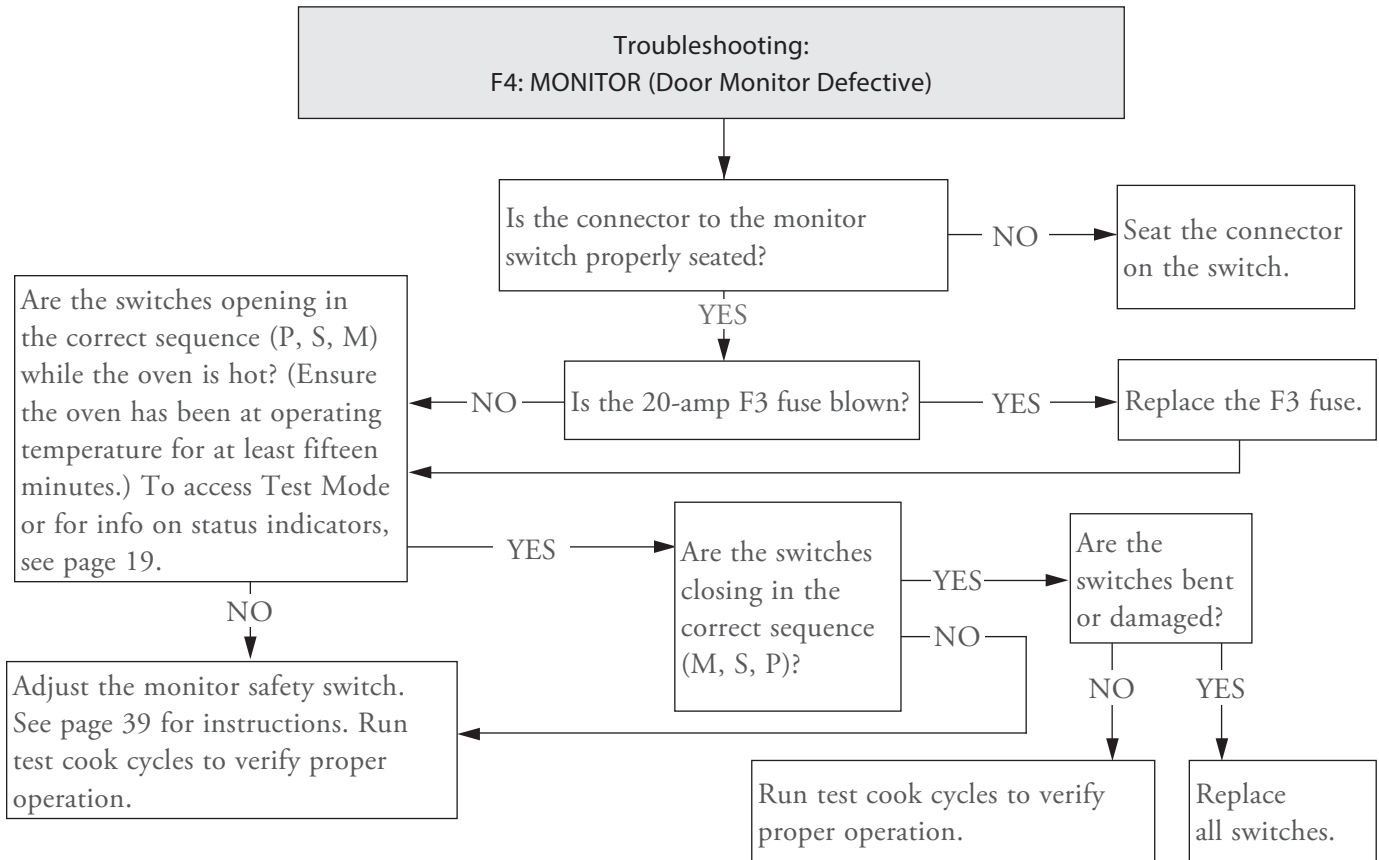 Troubleshooting:
F4: MONITOR (Door Monitor Defective)
Is the connector to the monitor
switch properly seated?
NO
Seat the connector
on the switch.
YES
Is the 20-amp F3 fuse blown?
YES
Replace the F3 fuse.
NO
Are the switches opening in
the correct sequence (P, S, M)
while the oven is hot? (Ensure
the oven has been at operating
temperature for at least fifteen
minutes.) To access Test Mode
or for info on status indicators,
see page 19.
YES
Are the switches
closing in the
correct sequence
(M, S, P)?
YES
NO
Are the
switches bent
or damaged?
NO
YES
NO
Adjust the monitor safety switch.
See page 39 for instructions. Run
test cook cycles to verify proper
operation.
Run test cook cycles to verify
proper operation.
Replace
all switches.